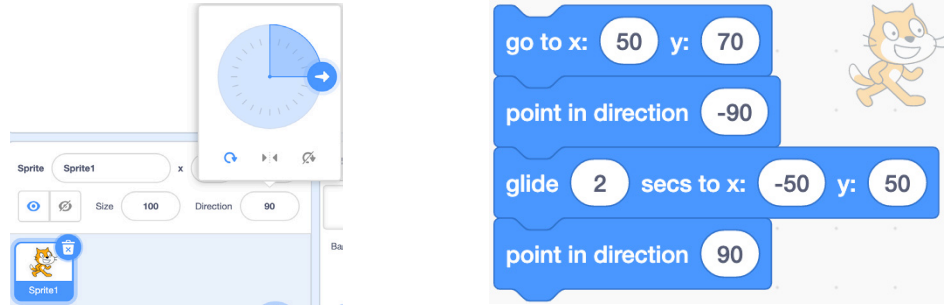 Sprite Sprite1 x
Size 100 Direction 90
Sprite1
go to x: 50 y: 70
point in direction -90
glide 2 secs to x: -50 y: 50
point in direction 90